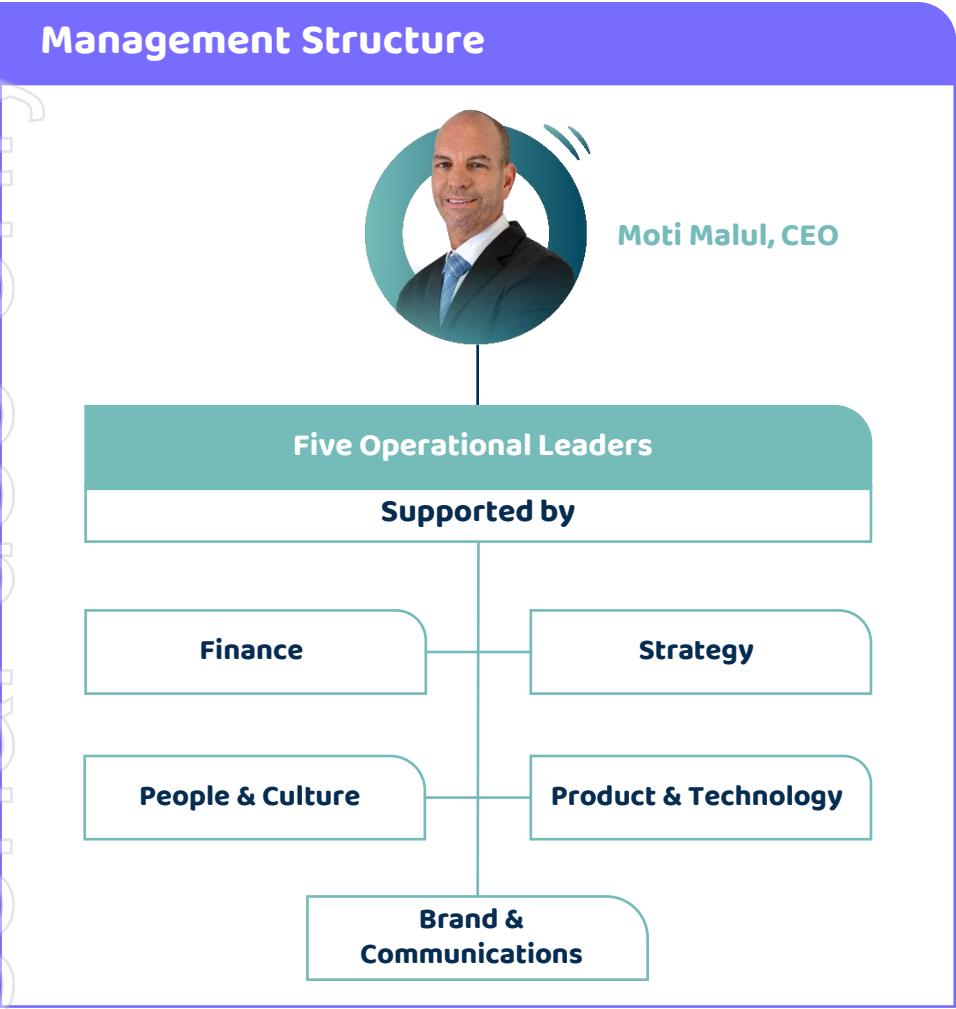 Management Structure
Moti Malul, CEO
Five Operational Leaders
Supported by
Finance
Strategy
People & Culture
Product & Technology
Brand &
Communications